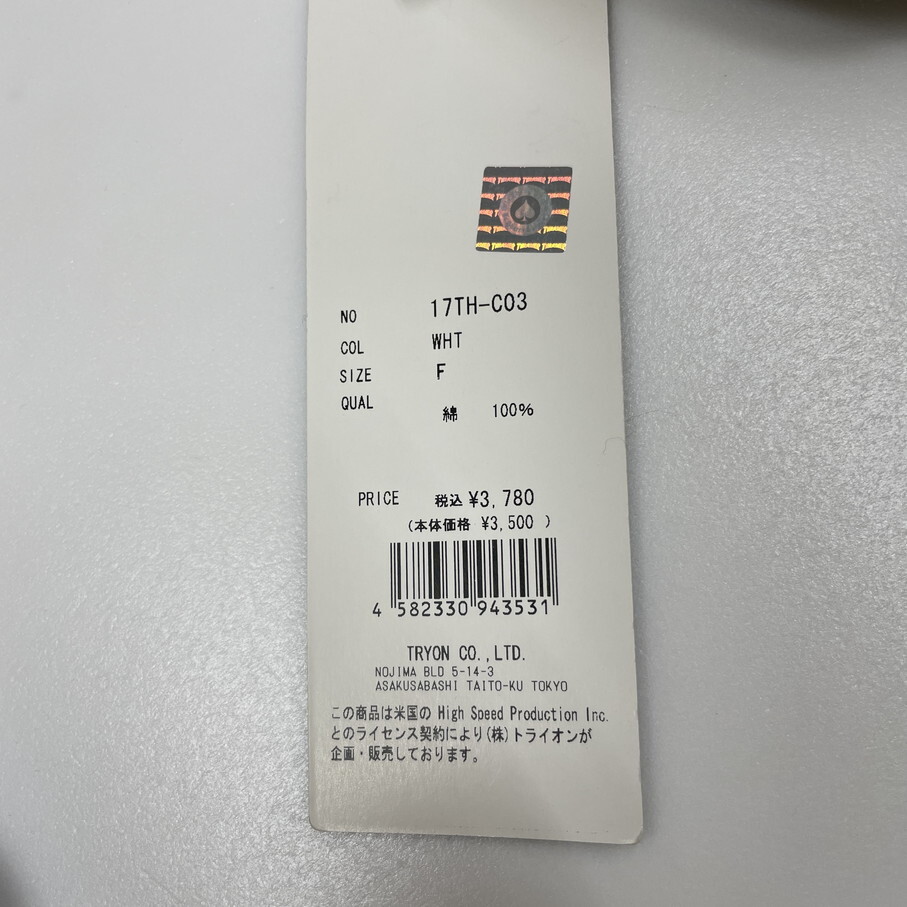 NO 17TH-C03
COL WHT
SIZE F
QUAL 綿 100%
PRICE 税込 ¥3,780
(本体価格 ¥3,500 )
4 582330 943531
TRYON CO.,LTD.
NOJIMA BLD 5-14-3
ASAKUSABASHI TAITO-KU TOKYO
この商品は米国の High Speed Production Inc.
とのライセンス契約により(株)トライオンが
企画・販売しております。